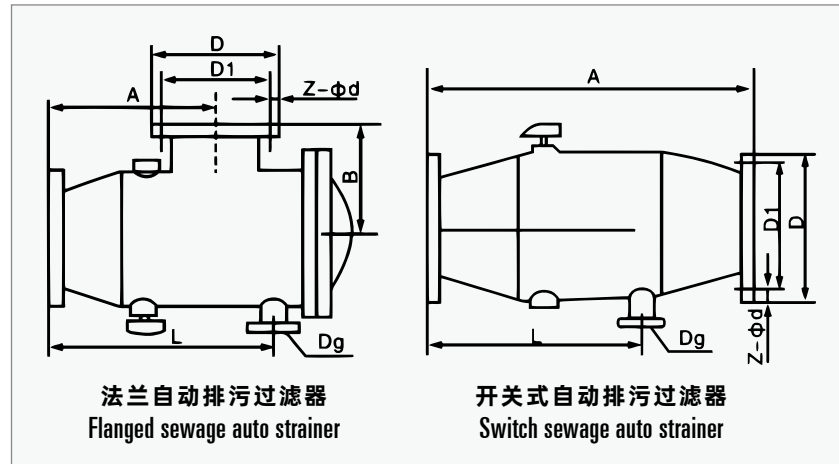 D
D1
Z-φd
A
B
L
Dg
法兰自动排污过滤器
Flanged sewage auto strainer
A
D1
D
Z-φd
L
Dg
开关式自动排污过滤器
Switch sewage auto strainer